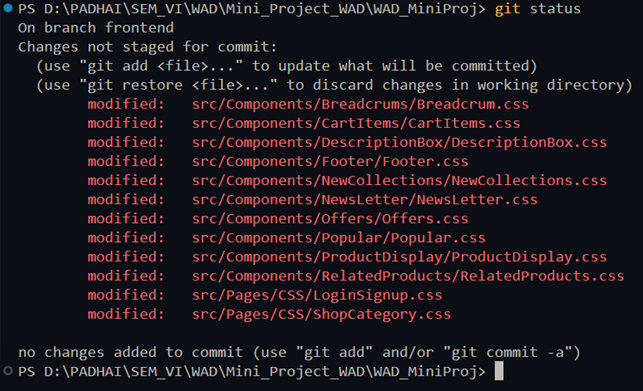 PS D:\PADHAI\SEM_VI\WAD\Mini_Project_WAD\WAD_MiniProj> git status
On branch frontend
Changes not staged for commit:
  (use "git add <file>..." to update what will be committed)
  (use "git restore <file>..." to discard changes in working directory)
        modified:   src/Components/Breadcrums/Breadcrum.css
        modified:   src/Components/CartItems/CartItems.css
        modified:   src/Components/DescriptionBox/DescriptionBox.css
        modified:   src/Components/Footer/Footer.css
        modified:   src/Components/NewCollections/NewCollections.css
        modified:   src/Components/NewsLetter/NewsLetter.css
        modified:   src/Components/Offers/Offers.css
        modified:   src/Components/Popular/Popular.css
        modified:   src/Components/ProductDisplay/ProductDisplay.css
        modified:   src/Components/RelatedProducts/RelatedProducts.css
        modified:   src/Pages/CSS/LoginSignup.css
        modified:   src/Pages/CSS/ShopCategory.css
no changes added to commit (use "git add" and/or "git commit -a")
PS D:\PADHAI\SEM_VI\WAD\Mini_Project_WAD\WAD_MiniProj>